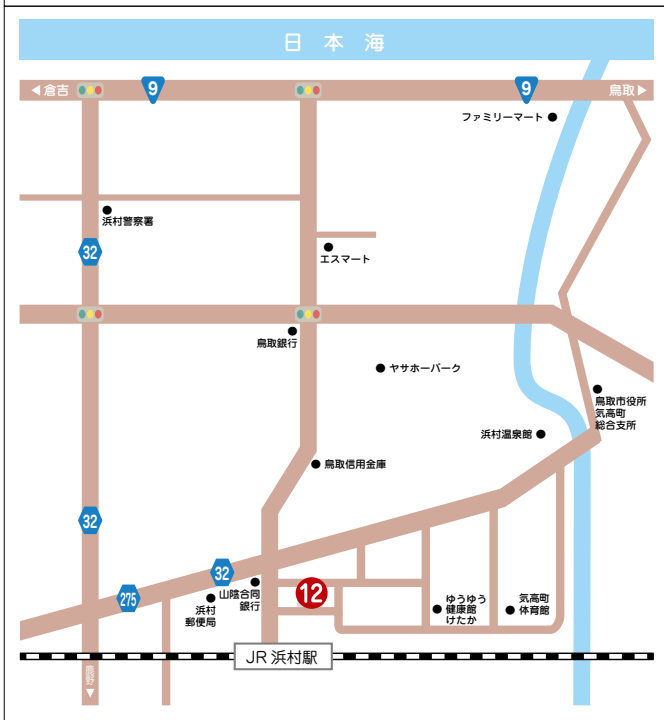 日本海
◀倉吉
9
9
鳥取▶
ファミリーマート
浜村警察署
32
エスマート
鳥取銀行
ヤサホーパーク
鳥取市役所
気高町
総合支所
浜村温泉館
鳥取信用金庫
32
32
275
山陰合同
銀行
12
浜村
郵便局
ゆうゆう
健康館
けたか
気高町
体育館
JR 浜村駅
鹿野▼